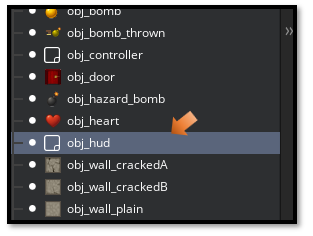 obj_bomb
obj_bomb_thrown
obj_controller
obj_door
obj_hazard_bomb
obj_heart
obj_hud
obj_wall_crackedA
obj_wall_crackedB
obj_wall_plain